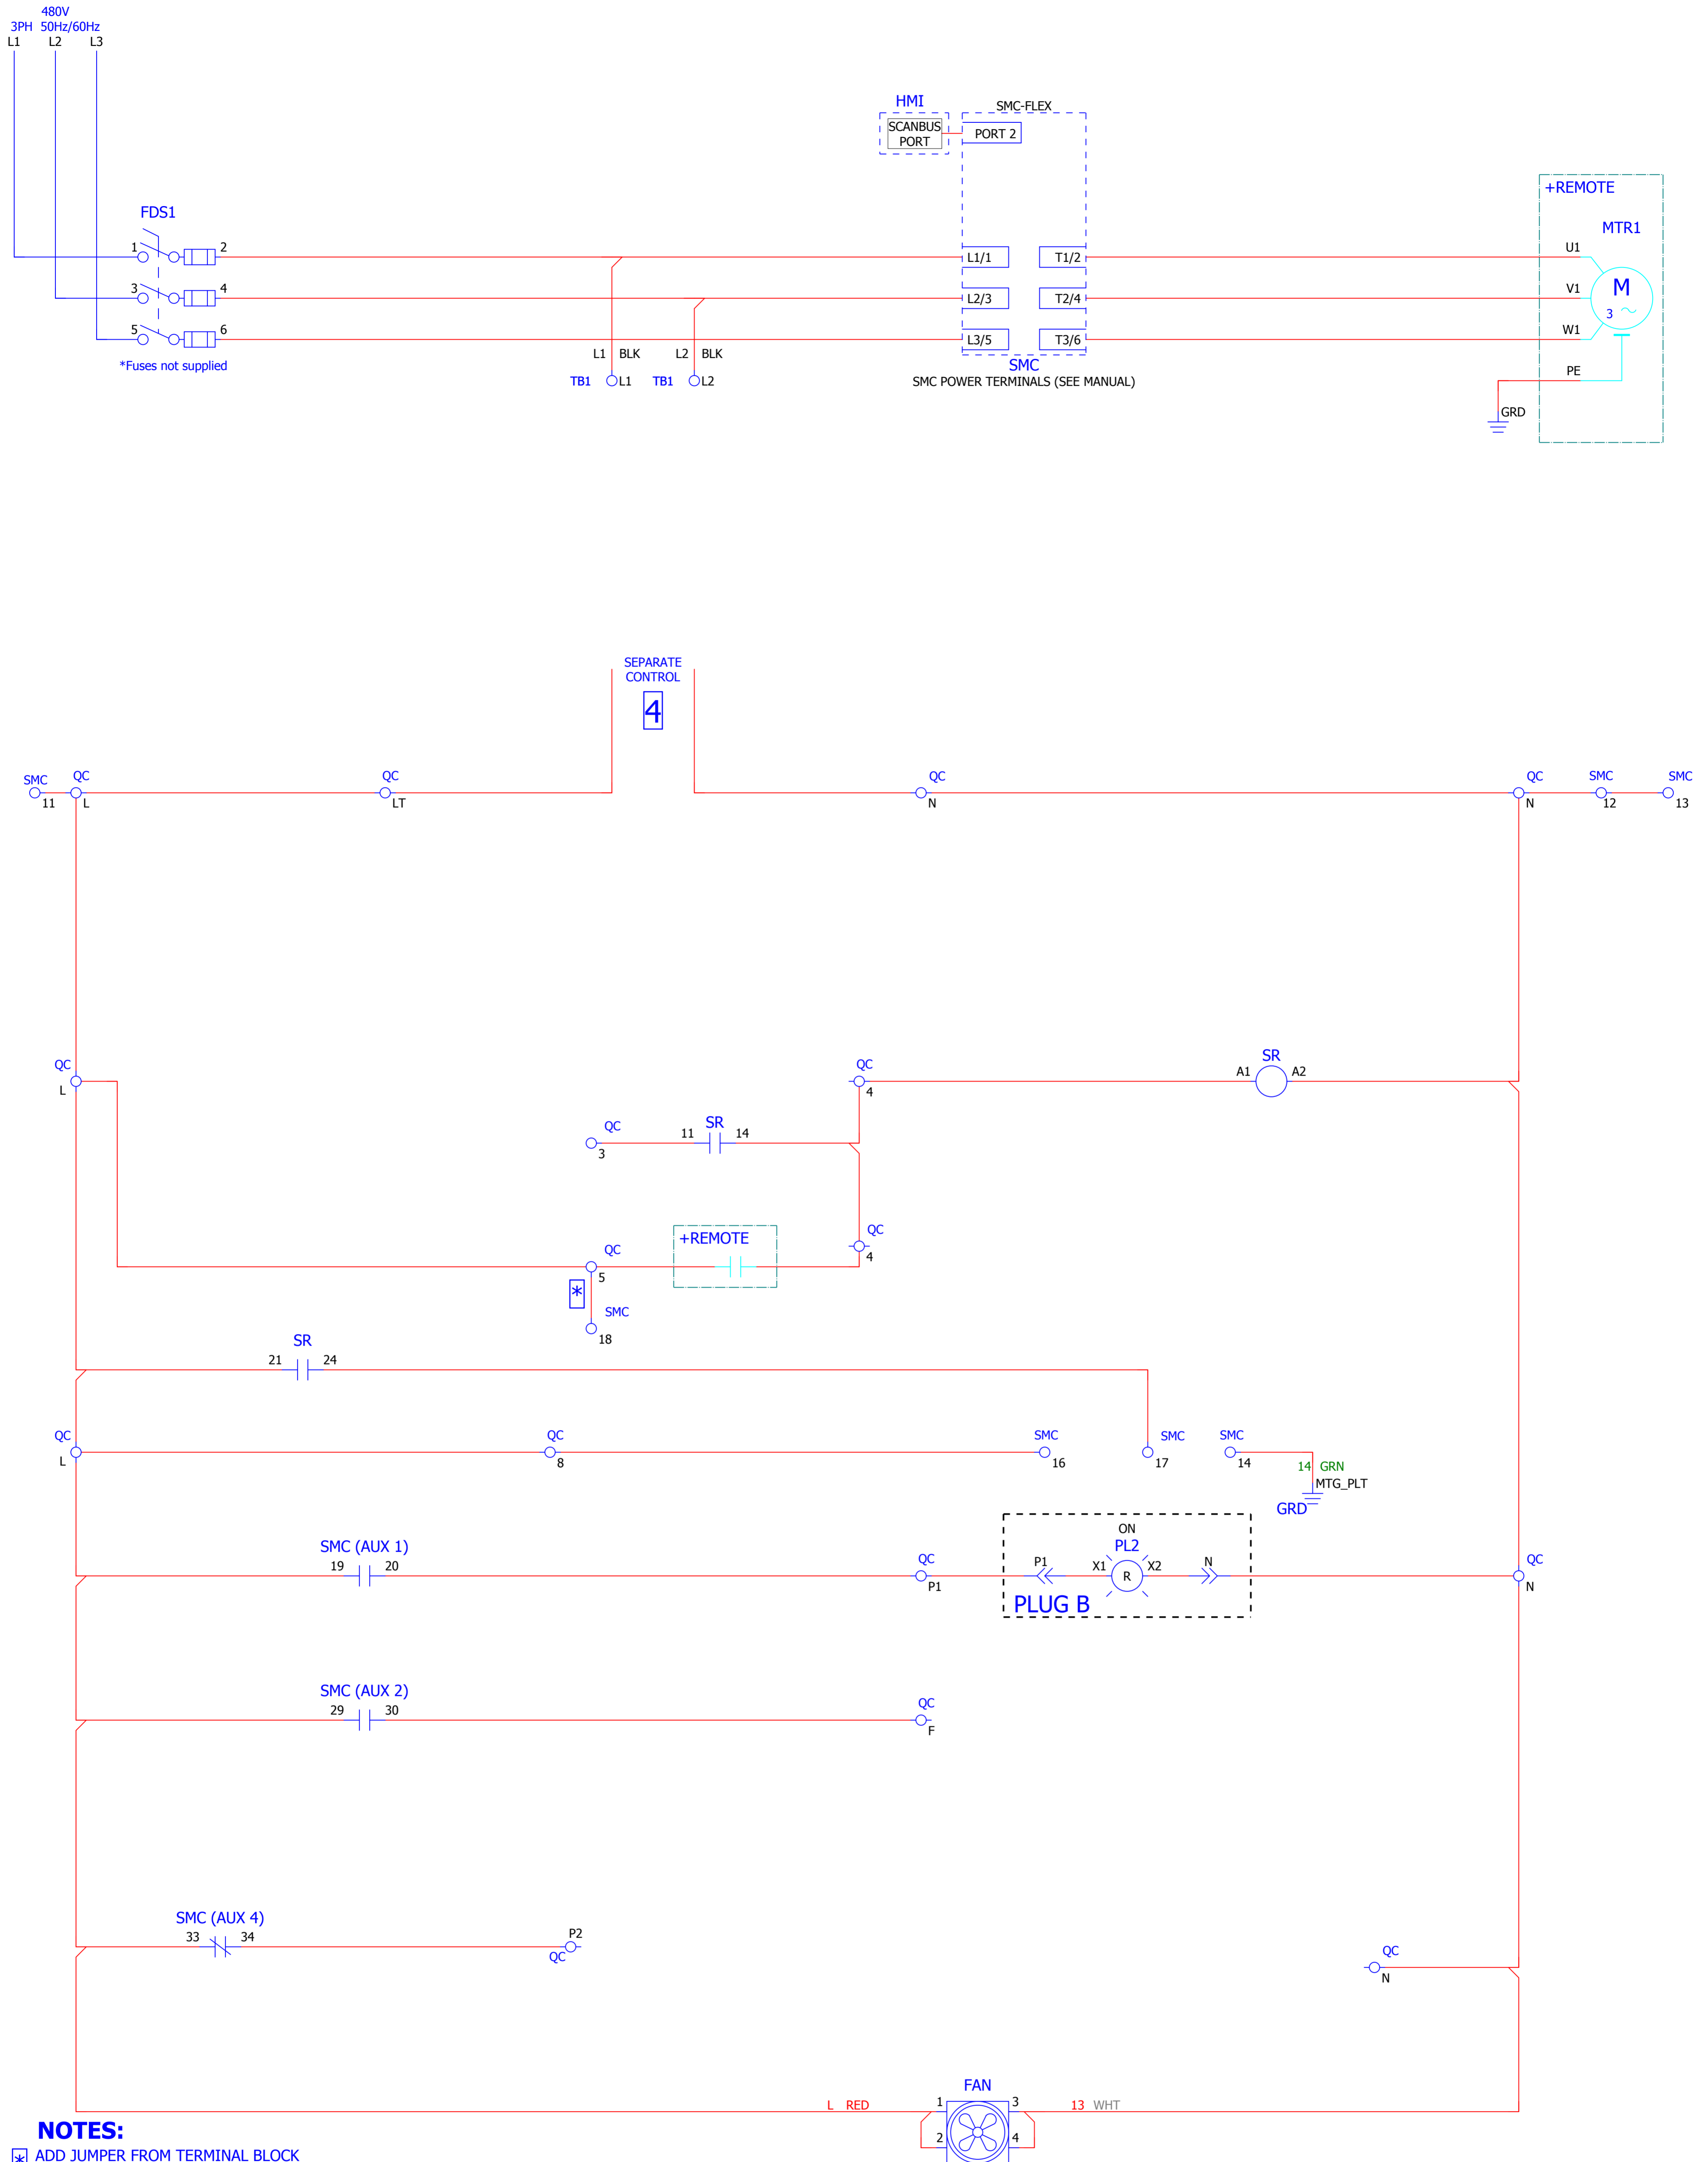 480V
3PH 50Hz/60Hz
L1 L2 L3
HMI
SCANBUS
PORT
SMC-FLEX
PORT 2
+REMOTE
MTR1
FDS1
1 2
3 4
5 6
*Fuses not supplied
L1/1 T1/2
L2/3 T2/4
L3/5 T3/6
U1
V1
W1
PE
M
3
GRD
L1 BLK L2 BLK
TB1 L1 TB1 L2
SMC
SMC POWER TERMINALS (SEE MANUAL)
SEPARATE
CONTROL
4
SMC QC QC QC QC SMC SMC
11 L LT N N 12 13
QC QC SR
L 4 A1 A2
QC SR
3 11 14
+REMOTE
QC QC
5 4
*
SMC
18
SR
21 24
QC QC SMC SMC SMC
L 8 16 17 14
14 GRN
MTG_PLT
GRD
SMC (AUX 1)
19 20
QC
P1
ON
PL2
P1 X1 R X2 N
PLUG B
QC
N
SMC (AUX 2)
29 30
QC
F
SMC (AUX 4)
33 34
P2
QC
QC
N
FAN
L RED 1 3 13 WHT
2 4
NOTES:
* ADD JUMPER FROM TERMINAL BLOCK